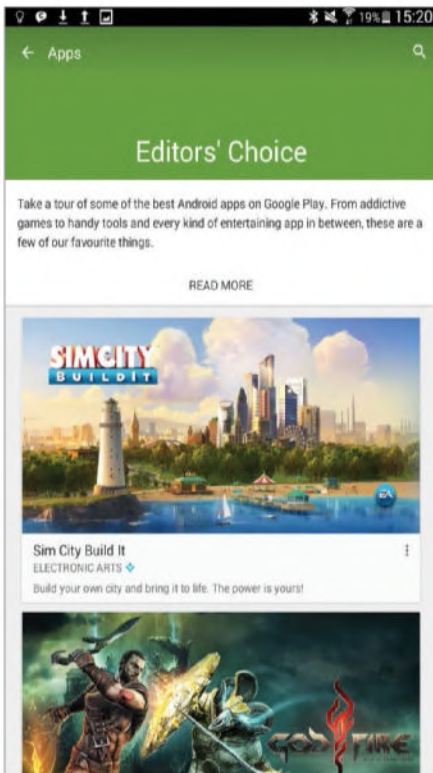 19% 15:20
Apps
Editors' Choice
Take a tour of some of the best Android apps on Google Play. From addictive
games to handy tools and every kind of entertaining app in between, these are a
few of our favourite things.
READ MORE
SIMCITY
BUILDIT
EA
Sim City Build It
ELECTRONIC ARTS
Build your own city and bring it to life. The power is yours!
GODFIRE